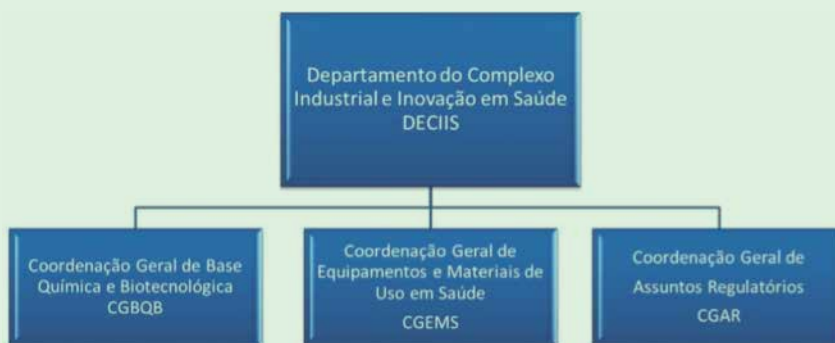 Departamento do Complexo
Industrial e Inovação em Saúde
DECIIS
Coordenação Geral de Base
Química e Biotecnológica
CGBQB
Coordenação Geral de
Equipamentos e Materiais de
Uso em Saúde
CGEMS
Coordenação Geral de
Assuntos Regulatórios
CGAR